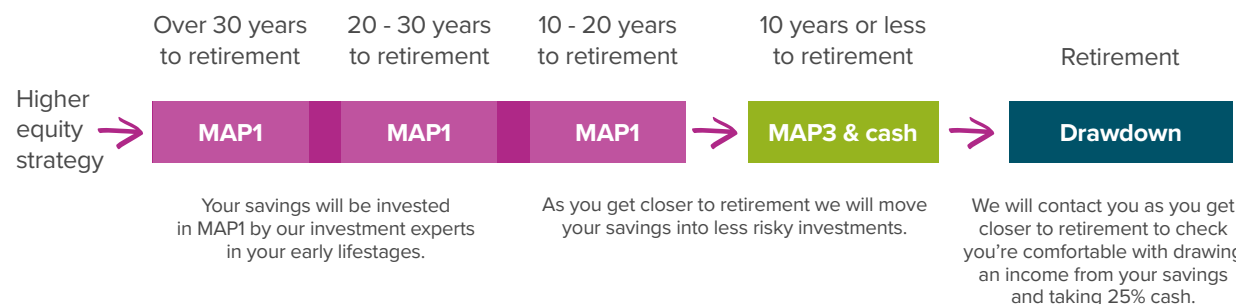 Over 30 years
to retirement
20 - 30 years
to retirement
10 - 20 years
to retirement
10 years or less
to retirement
Retirement
Higher
equity
strategy
MAP1
MAP1
MAP1
MAP3 & cash
Drawdown
Your savings will be invested
in MAP1 by our investment experts
in your early lifestages.
As you get closer to retirement we will move
your savings into less risky investments.
We will contact you as you get
closer to retirement to check
you’re comfortable with drawing
an income from your savings
and taking 25% cash.